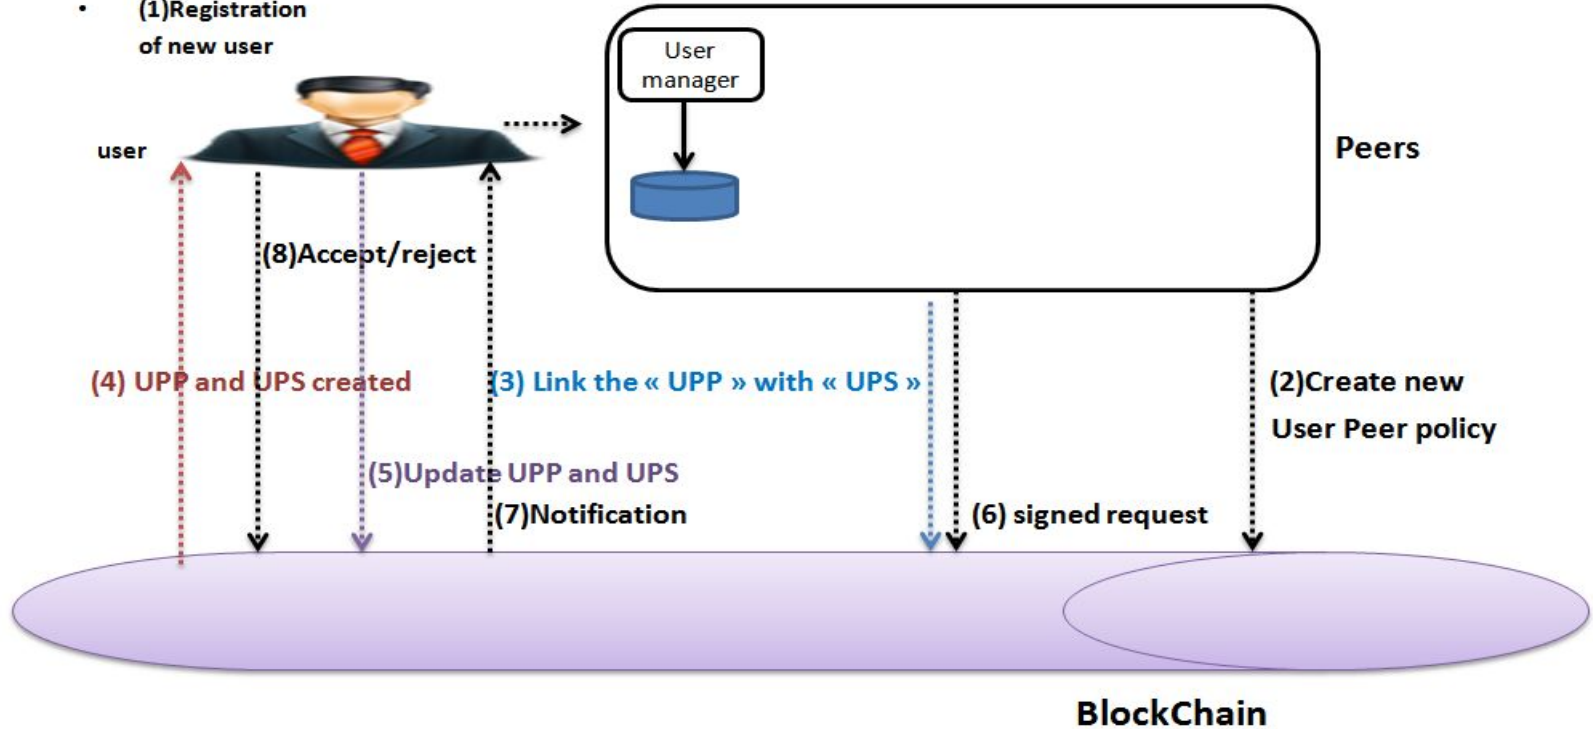 • (1)Registration
of new user
User
manager
user
Peers
(8)Accept/reject
(4) UPP and UPS created
(3) Link the « UPP » with « UPS »
(2)Create new
User Peer policy
(5)Update UPP and UPS
(7)Notification
(6) signed request
BlockChain